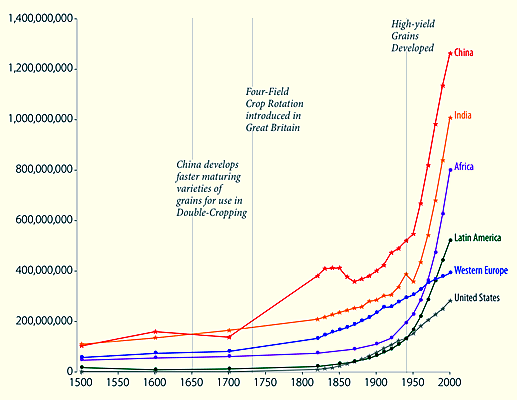 1,400,000,000
High-yield
Grains
Developed
China
1,200,000,000
Four-Field
Crop Rotation
introduced in
Great Britain
1,000,000,000
India
China develops
faster maturing
varieties of
grains for use in
Double-Cropping
800,000,000
Africa
600,000,000
Latin America
400,000,000
Western Europe
United States
200,000,000
0
1500 1550 1600 1650 1700 1750 1800 1850 1900 1950 2000